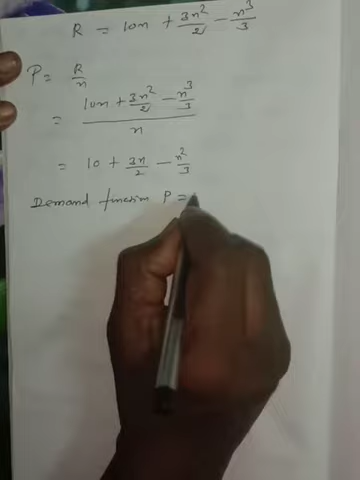 R = 10n + 3n²/2 - n³/3
P = R/n
= (10n + 3n²/2 - n³/3)/n
= 10 + 3n/2 - n²/3
Demand function P =